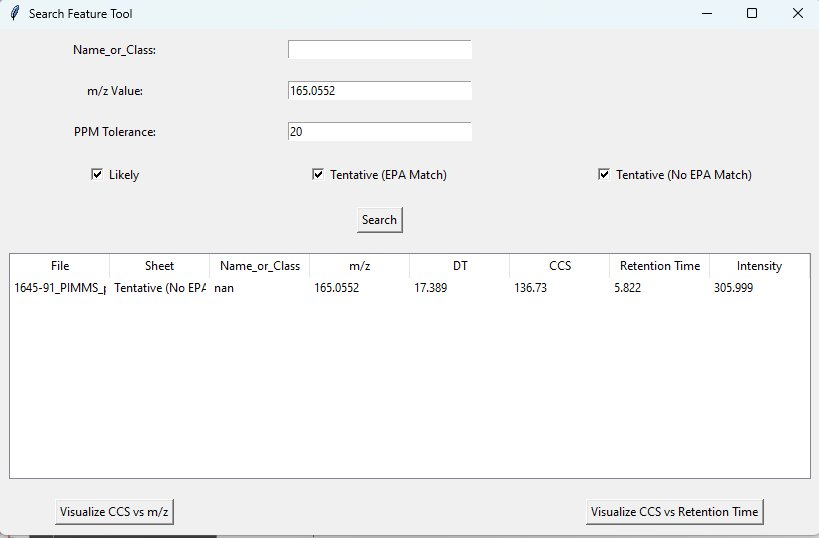 Search Feature Tool
Name_or_Class:
m/z Value: 165.0552
PPM Tolerance: 20
Likely Tentative (EPA Match) Tentative (No EPA Match)
Search
File Sheet Name_or_Class m/z DT CCS Retention Time Intensity
1645-91_PIMMS_p Tentative (No EPA nan 165.0552 17.389 136.73 5.822 305.999
Visualize CCS vs m/z Visualize CCS vs Retention Time